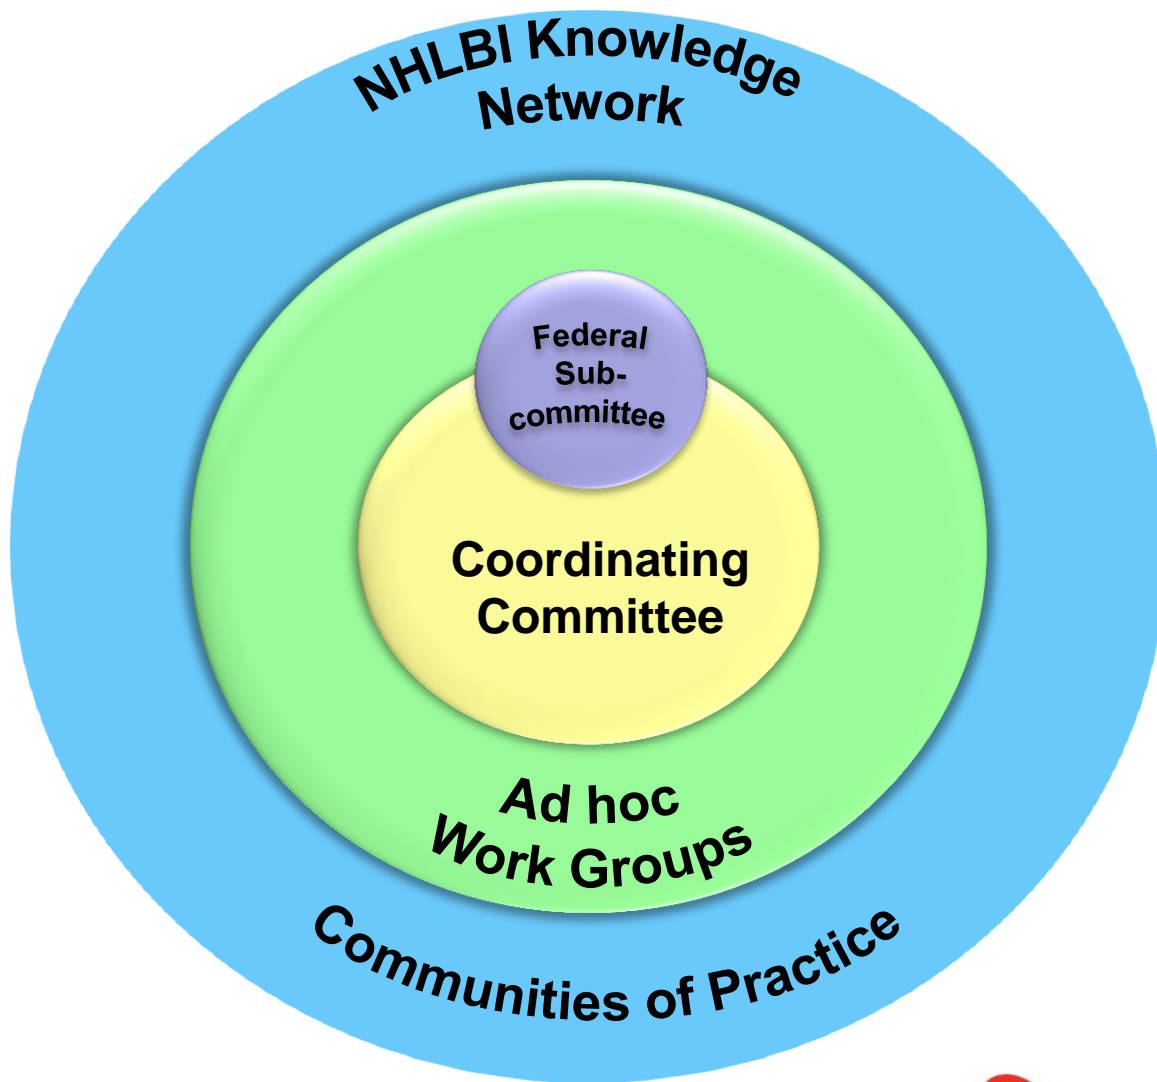 NHLBI Knowledge
Network
Federal
Sub-
committee
Coordinating
Committee
Ad hoc
Work Groups
Communities of Practice